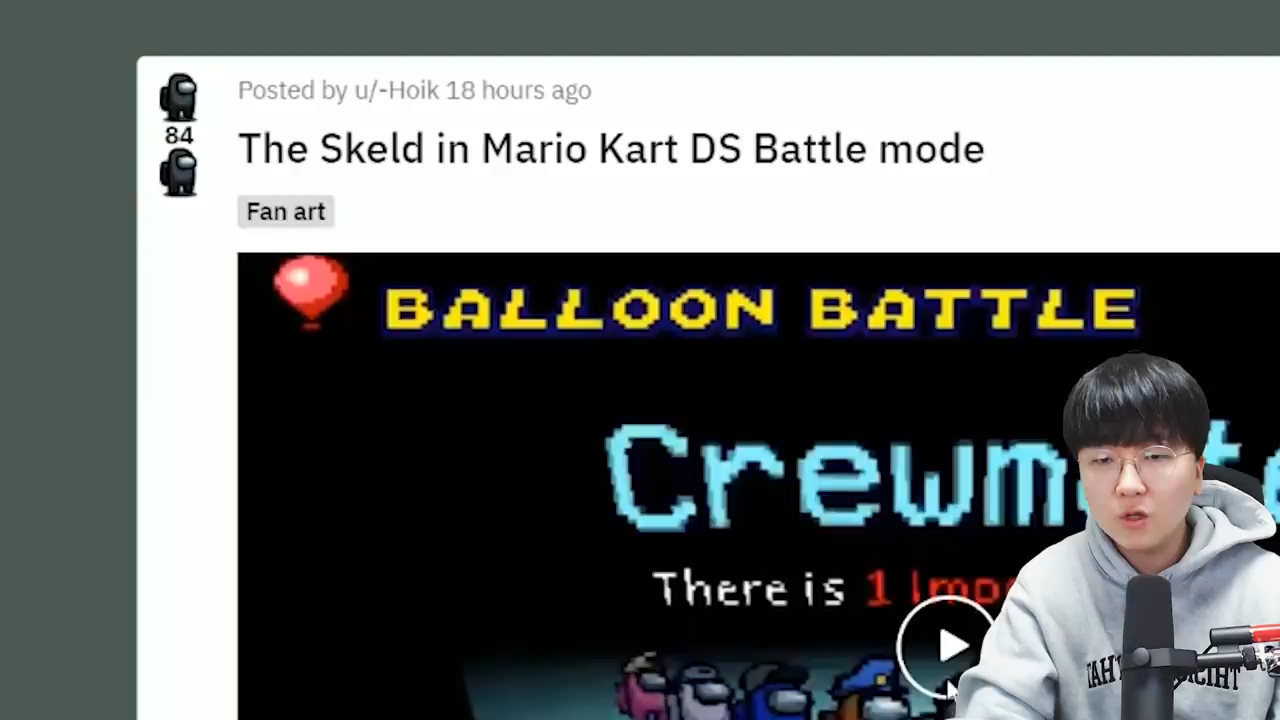 Posted by u/-Hoik 18 hours ago
84
The Skeld in Mario Kart DS Battle mode
Fan art
BALLOON BATTLE
There is 1